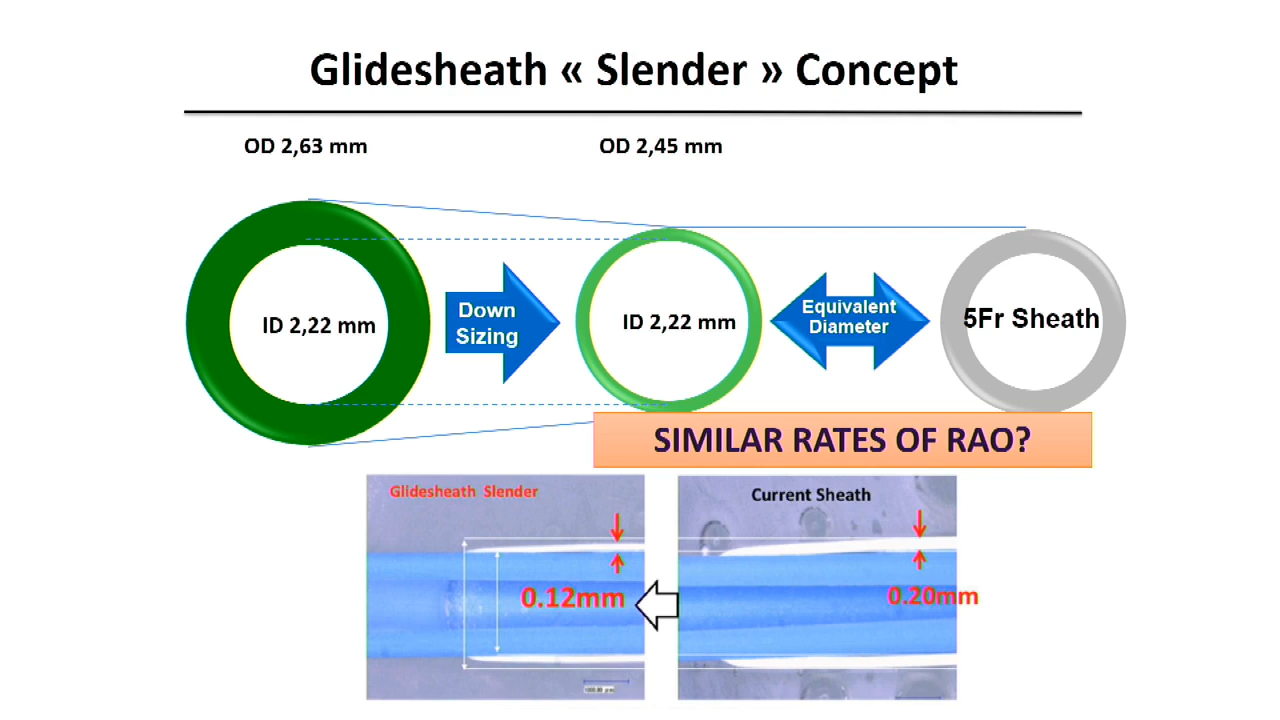 Glidesheath « Slender » Concept
OD 2,63 mm
OD 2,45 mm
ID 2,22 mm
Down
Sizing
ID 2,22 mm
Equivalent
Diameter
5Fr Sheath
SIMILAR RATES OF RAO?
Glidesheath Slender
Current Sheath
0.12mm
0.20mm